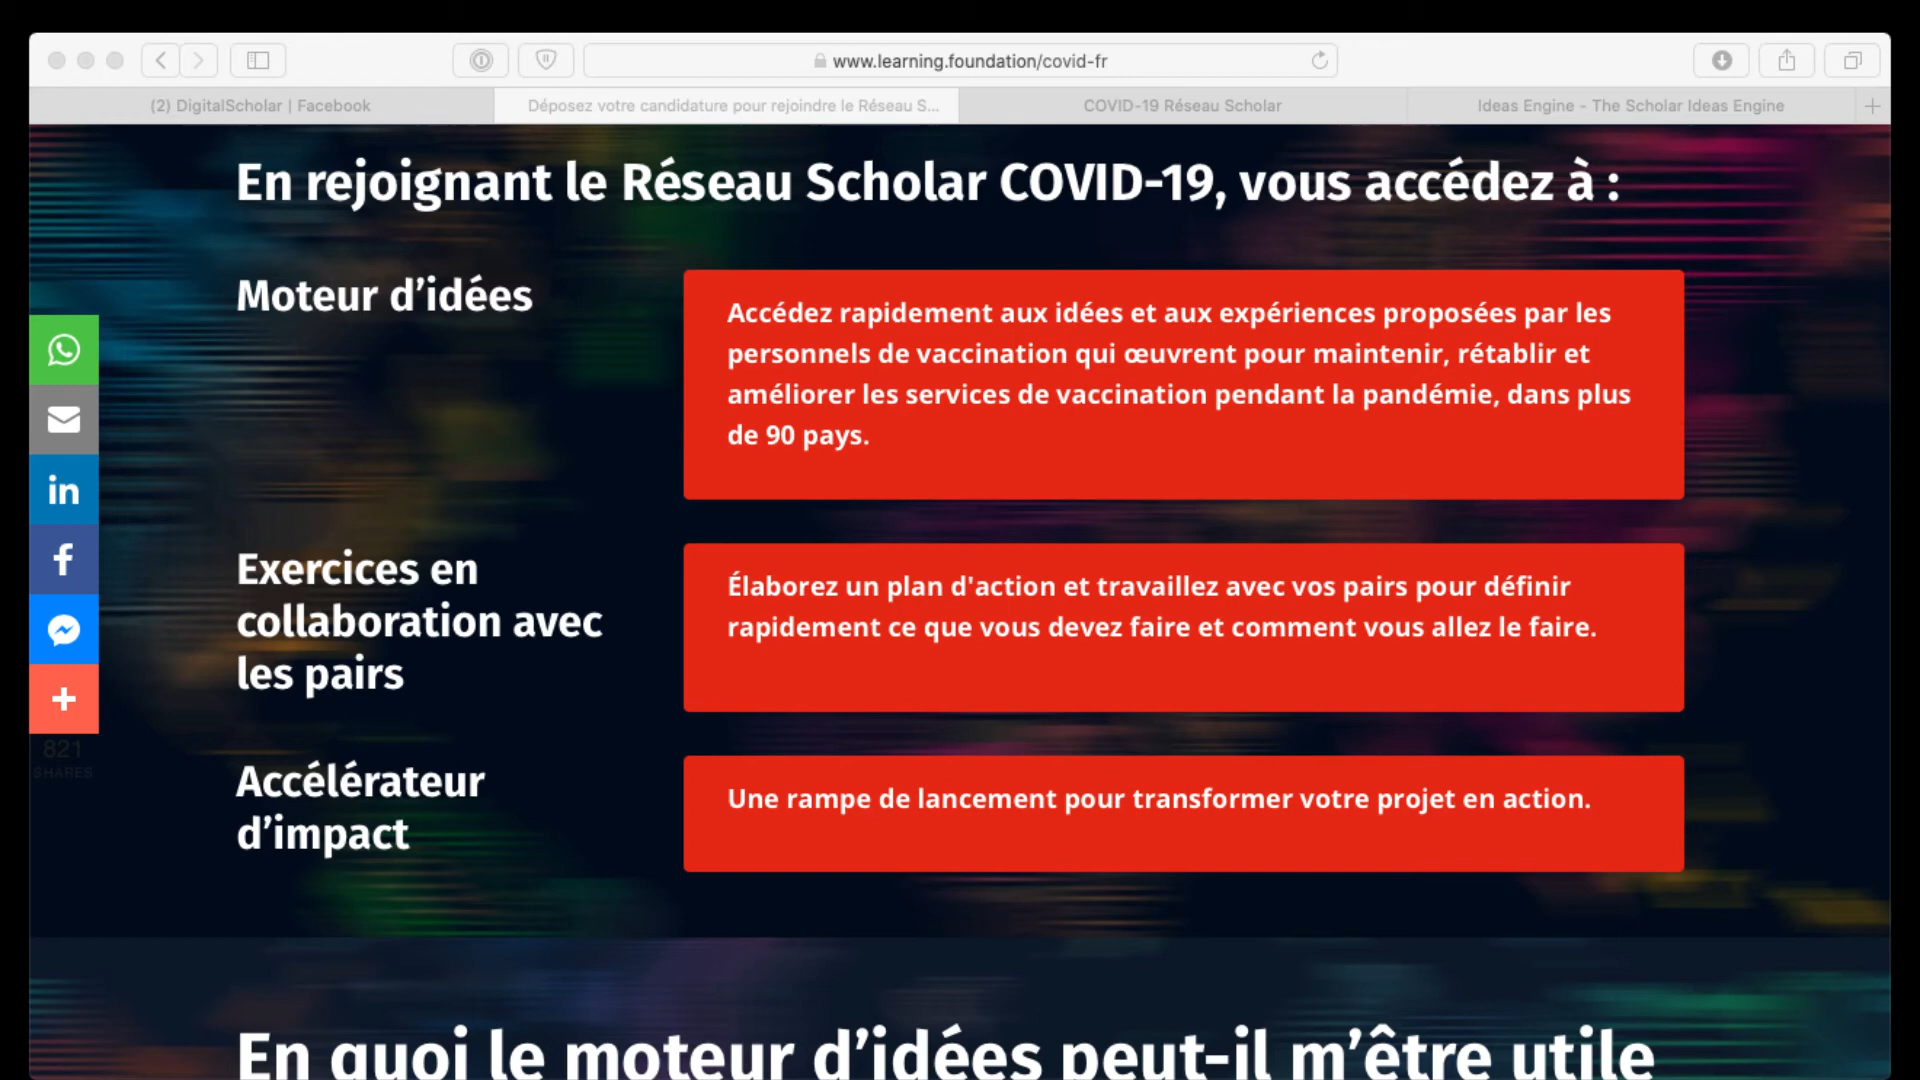 www.learning.foundation/covid-fr
(2) DigitalScholar | Facebook
Déposez votre candidature pour rejoindre le Réseau S...
COVID-19 Réseau Scholar
Ideas Engine - The Scholar Ideas Engine
En rejoignant le Réseau Scholar COVID-19, vous accédez à :
Moteur d’idées
Accédez rapidement aux idées et aux expériences proposées par les
personnels de vaccination qui œuvrent pour maintenir, rétablir et
améliorer les services de vaccination pendant la pandémie, dans plus
de 90 pays.
Exercices en
collaboration avec
les pairs
Élaborez un plan d'action et travaillez avec vos pairs pour définir
rapidement ce que vous devez faire et comment vous allez le faire.
821
SHARES
Accélérateur
d’impact
Une rampe de lancement pour transformer votre projet en action.
En quoi le moteur d’idées peut-il m’être utile